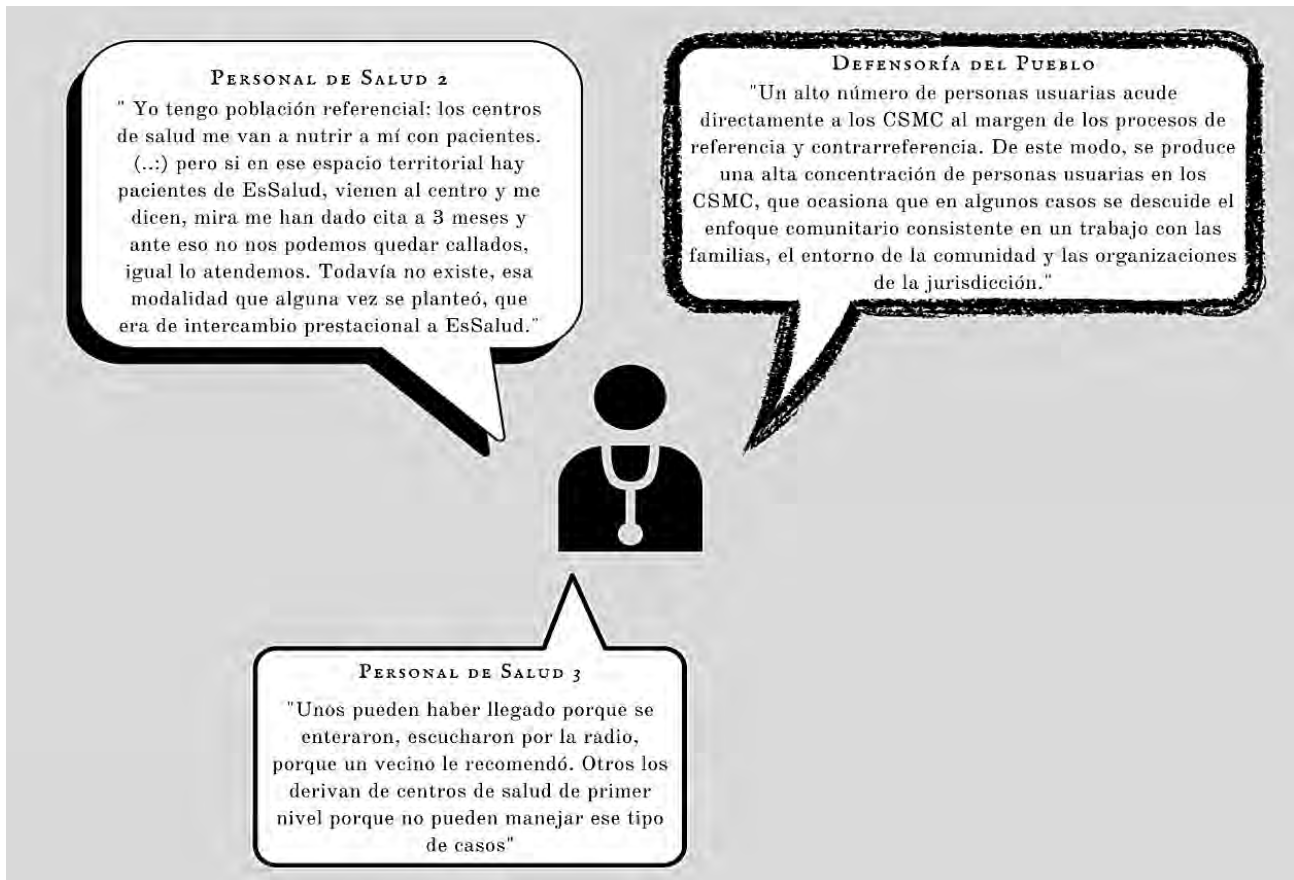 Personal de Salud 2
" Yo tengo población referencial: los centros
de salud me van a nutrir a mí con pacientes.
(..:) pero si en ese espacio territorial hay
pacientes de EsSalud, vienen al centro y me
dicen, mira me han dado cita a 3 meses y
ante eso no nos podemos quedar callados,
igual lo atendemos. Todavía no existe, esa
modalidad que alguna vez se planteó, que
era de intercambio prestacional a EsSalud."
Defensoría del Pueblo
"Un alto número de personas usuarias acude
directamente a los CSMC al margen de los procesos de
referencia y contrarreferencia. De este modo, se produce
una alta concentración de personas usuarias en los
CSMC, que ocasiona que en algunos casos se descuide el
enfoque comunitario consistente en un trabajo con las
familias, el entorno de la comunidad y las organizaciones
de la jurisdicción."
Personal de Salud 3
"Unos pueden haber llegado porque se
enteraron, escucharon por la radio,
porque un vecino le recomendó. Otros los
derivan de centros de salud de primer
nivel porque no pueden manejar ese tipo
de casos"